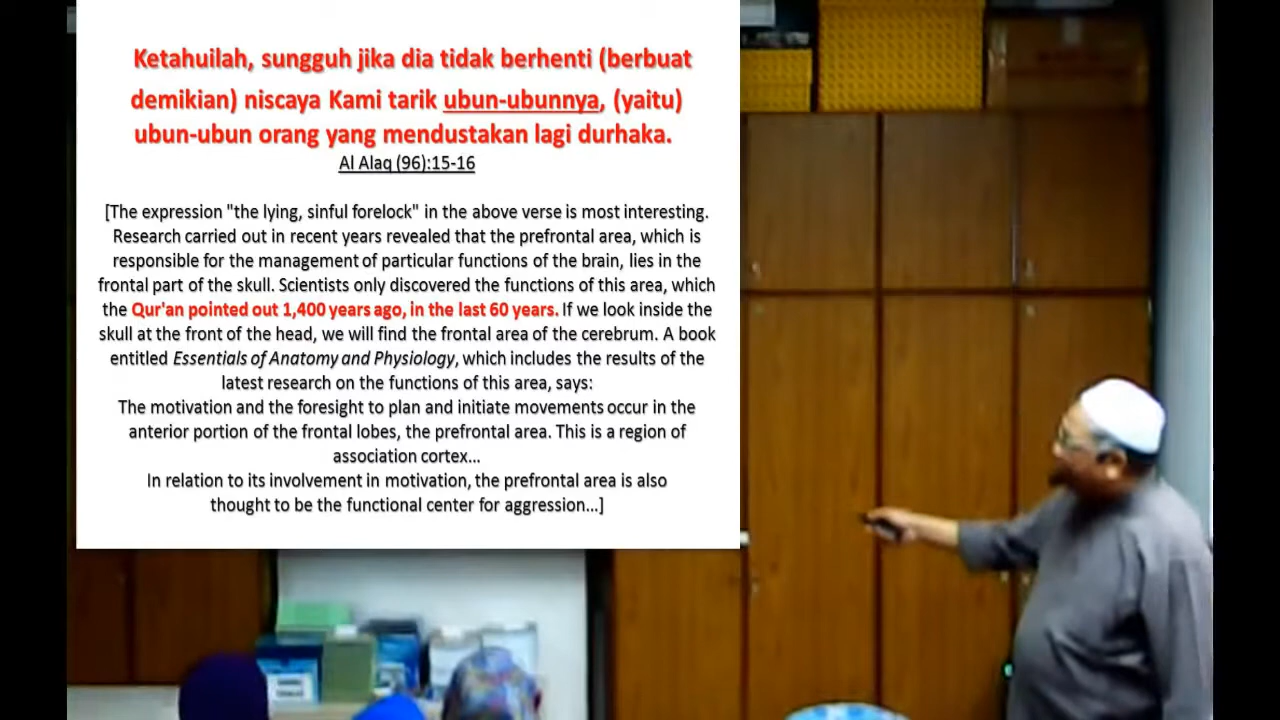 Ketahuilah, sungguh jika dia tidak berhenti (berbuat
demikian) niscaya Kami tarik ubun-ubunnya, (yaitu)
ubun-ubun orang yang mendustakan lagi durhaka.
Al Alaq (96):15-16
[The expression "the lying, sinful forelock" in the above verse is most interesting.
Research carried out in recent years revealed that the prefrontal area, which is
responsible for the management of particular functions of the brain, lies in the
frontal part of the skull. Scientists only discovered the functions of this area, which
the Qur'an pointed out 1,400 years ago, in the last 60 years. If we look inside the
skull at the front of the head, we will find the frontal area of the cerebrum. A book
entitled Essentials of Anatomy and Physiology, which includes the results of the
latest research on the functions of this area, says:
The motivation and the foresight to plan and initiate movements occur in the
anterior portion of the frontal lobes, the prefrontal area. This is a region of
association cortex...
In relation to its involvement in motivation, the prefrontal area is also
thought to be the functional center for aggression...]